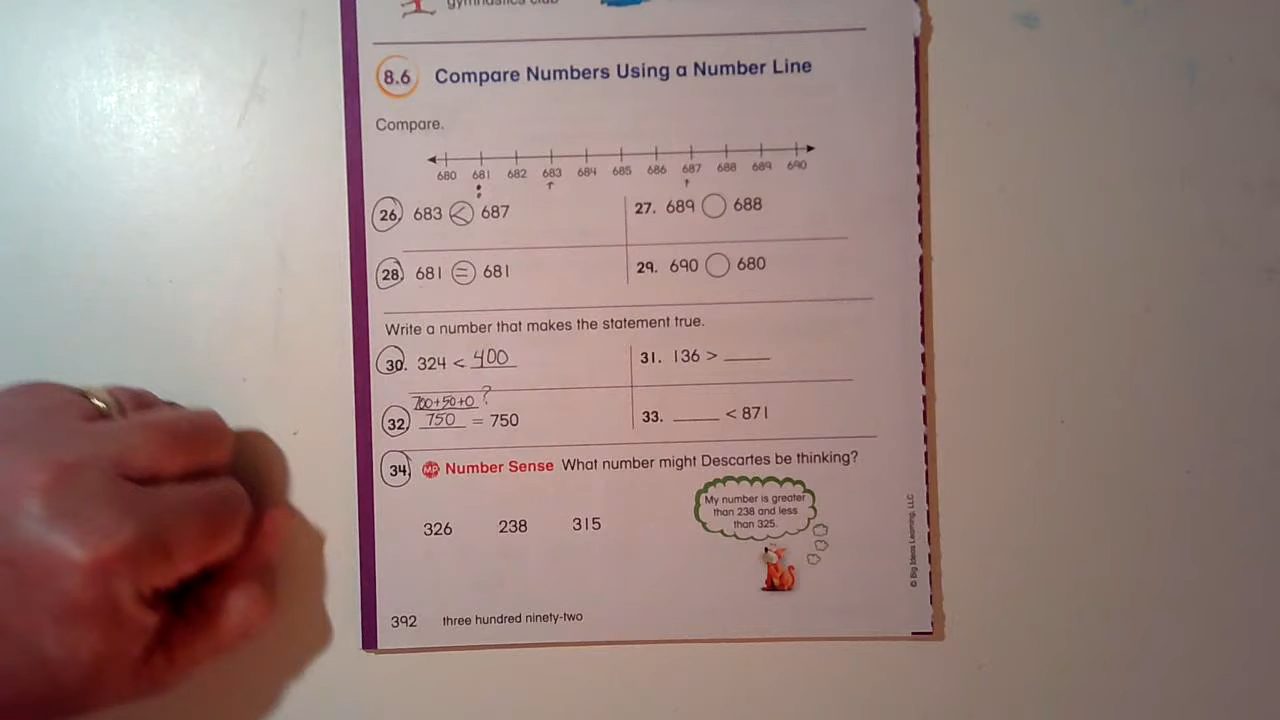 gymnastics club
8.6 Compare Numbers Using a Number Line
Compare.
680 681 682 683 684 685 686 687 688 689 690
26. 683 < 687
27. 689 ○ 688
28. 681 = 681
29. 690 ○ 680
Write a number that makes the statement true.
30. 324 < 400
31. 136 > ____
700+50+0?
32. 750 = 750
33. ____ < 871
34. MP Number Sense What number might Descartes be thinking?
My number is greater
than 238 and less
than 325.
326 238 315
392 three hundred ninety-two
© Big Ideas Learning, LLC